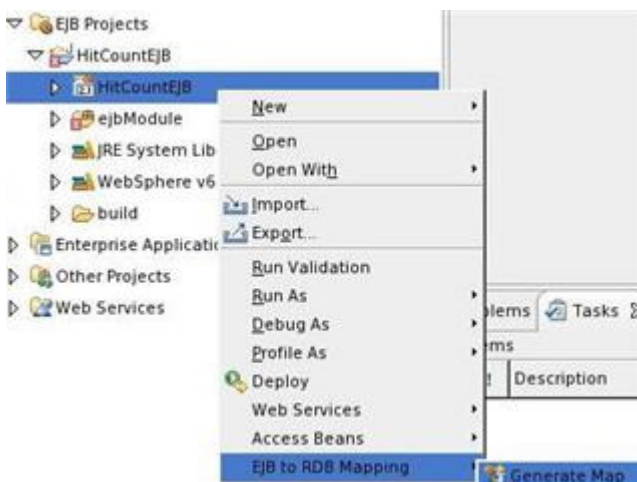 EJB Projects
HitCountEJB
HitCountEJB
ejbModule
JRE System Lib
WebSphere v6
build
Enterprise Applicatic
Other Projects
Web Services
New
Open
Open With
Import...
Export...
Run Validation
Run As
Debug As
Profile As
Deploy
Web Services
Access Beans
EJB to RDB Mapping
Generate Map
blems
Tasks
ems
!
Description